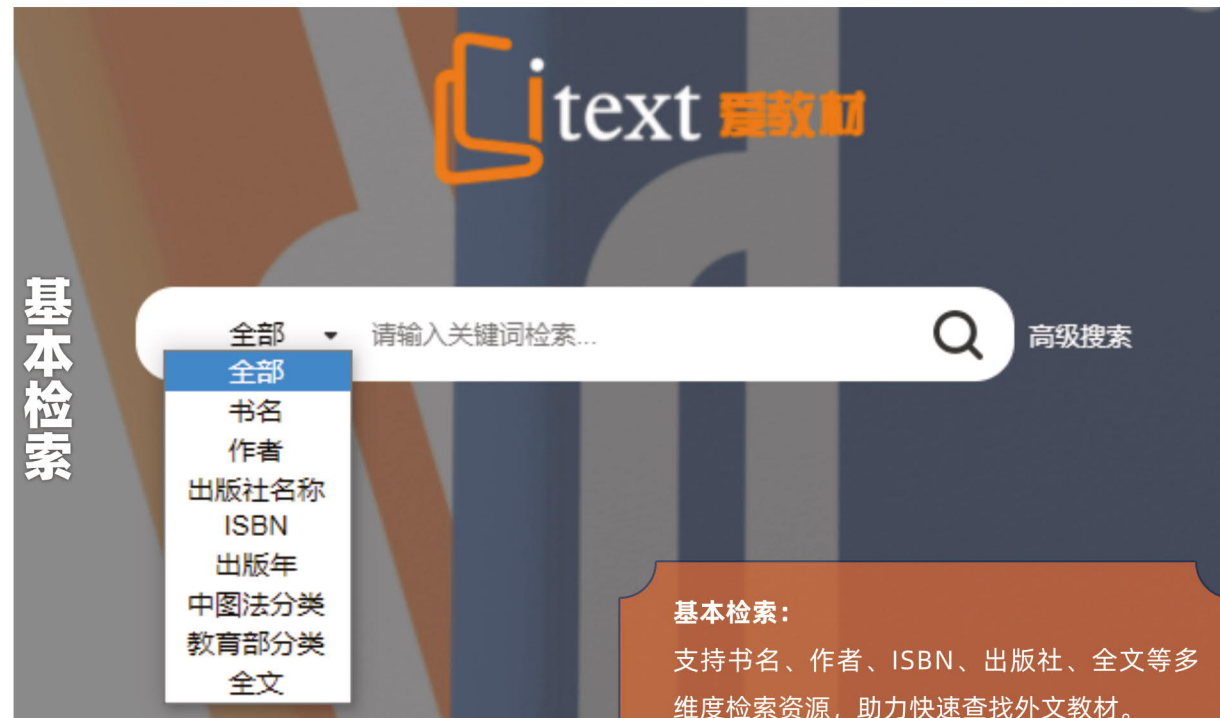 itext 爱教材
基本检索
全部 请输入关键词检索... 高级搜索
全部
书名
作者
出版社名称
ISBN
出版年
中图法分类
教育部分类
全文
基本检索：
支持书名、作者、ISBN、出版社、全文等多
维度检索资源，助力快速查找外文教材。